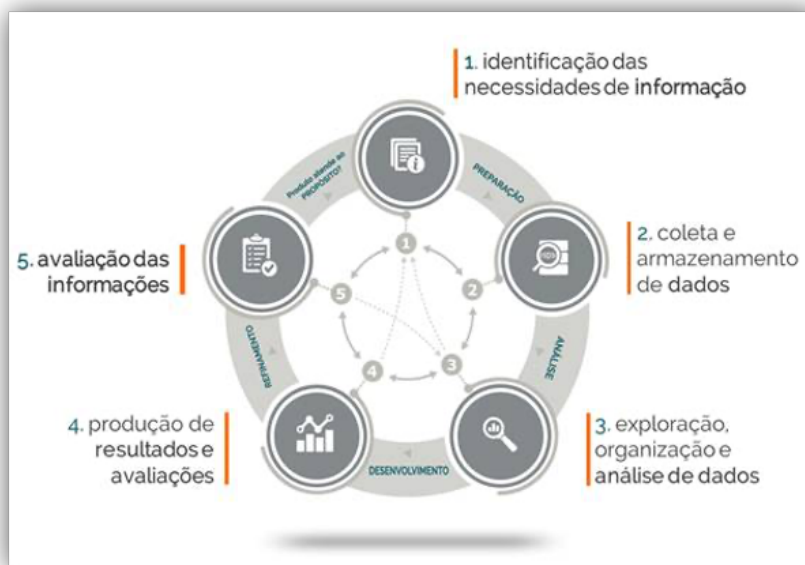 1. identificação das
necessidades de informação
Produto atende ao
PROPÓSITO?
PREPARAÇÃO
5. avaliação das
informações
2. coleta e
armazenamento
de dados
1
5
2
4
3
REFINAMENTO
ANÁLISE
4. produção de
resultados e
avaliações
DESENVOLVIMENTO
3. exploração,
organização e
análise de dados